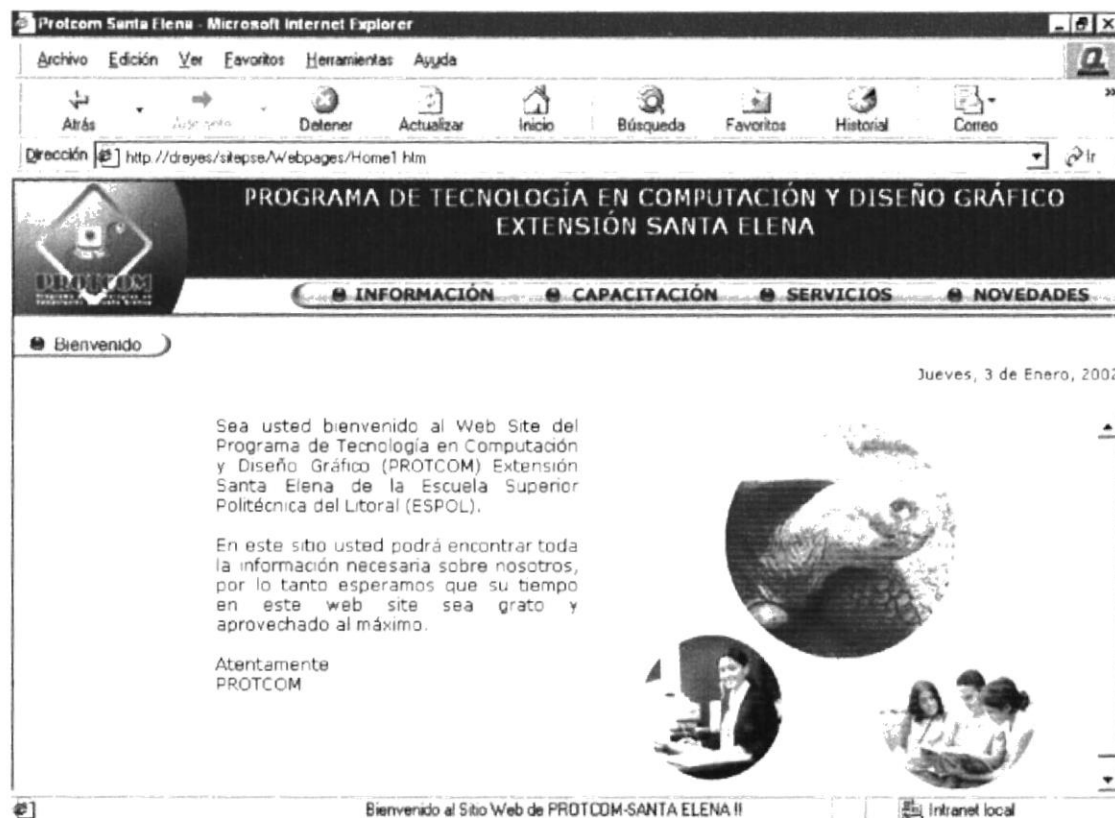 Protcom Santa Elena - Microsoft Internet Explorer
Archivo Edición Ver Favoritos Herramientas Ayuda
Atrás Detener Actualizar Inicio Búsqueda Favoritos Historial Correo »
Dirección http://dreyes/sitepse/Webpages/Home1.htm Ir
PROGRAMA DE TECNOLOGÍA EN COMPUTACIÓN Y DISEÑO GRÁFICO
EXTENSIÓN SANTA ELENA
PROTCOM
INFORMACIÓN CAPACITACIÓN SERVICIOS NOVEDADES
Bienvenido
Jueves, 3 de Enero, 2002
Sea usted bienvenido al Web Site del
Programa de Tecnología en Computación
y Diseño Gráfico (PROTCOM) Extensión
Santa Elena de la Escuela Superior
Politécnica del Litoral (ESPOL).
En este sitio usted podrá encontrar toda
la información necesaria sobre nosotros,
por lo tanto esperamos que su tiempo
en este web site sea grato y
aprovechado al máximo.
Atentamente
PROTCOM
Bienvenido al Sitio Web de PROTCOM-SANTA ELENA !! Intranet local